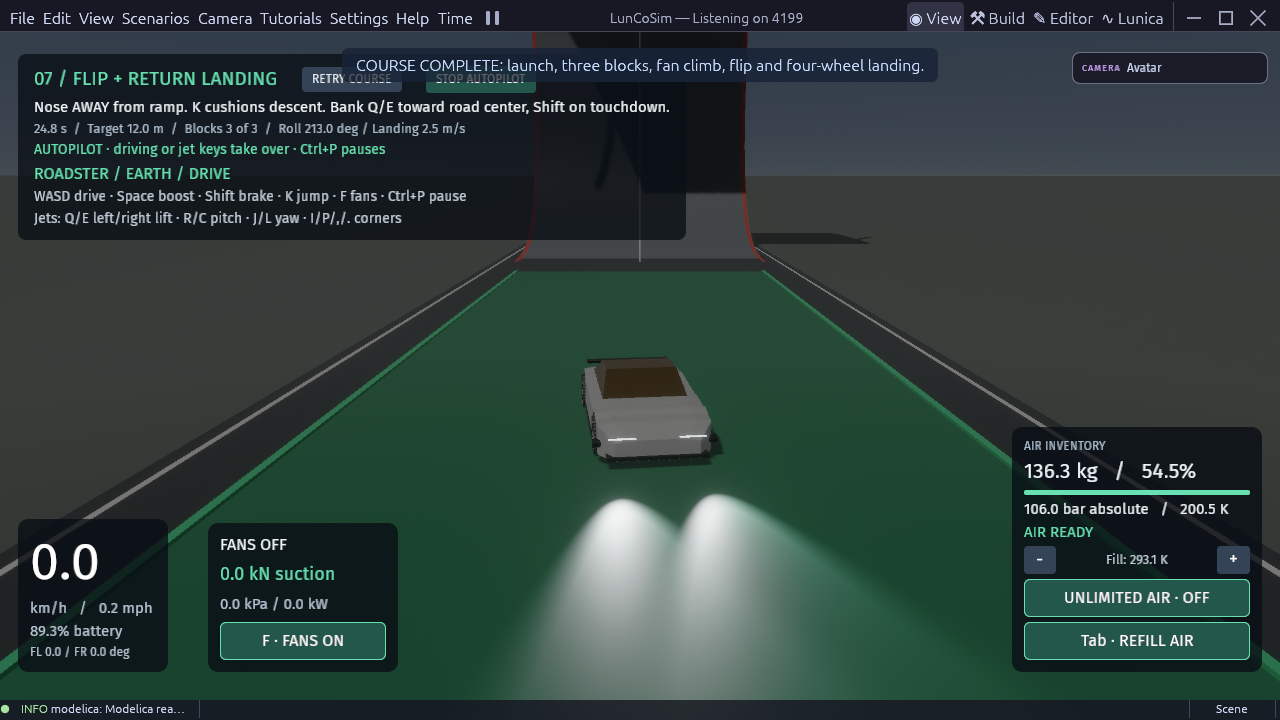 File Edit View Scenarios Camera Tutorials Settings Help Time
LunCoSim — Listening on 4199
View Build Editor Lunica
COURSE COMPLETE: launch, three blocks, fan climb, flip and four-wheel landing.
07 / FLIP + RETURN LANDING
RETRY COURSE
STOP AUTOPILOT
CAMERA Avatar
Nose AWAY from ramp. K cushions descent. Bank Q/E toward road center, Shift on touchdown.
24.8 s / Target 12.0 m / Blocks 3 of 3 / Roll 213.0 deg / Landing 2.5 m/s
AUTOPILOT · driving or jet keys take over · Ctrl+P pauses
ROADSTER / EARTH / DRIVE
WASD drive · Space boost · Shift brake · K jump · F fans · Ctrl+P pause
Jets: Q/E left/right lift · R/C pitch · J/L yaw · I/P/,/. corners
0.0
km/h / 0.2 mph
89.3% battery
FL 0.0 / FR 0.0 deg
FANS OFF
0.0 kN suction
0.0 kPa / 0.0 kW
F · FANS ON
AIR INVENTORY
136.3 kg / 54.5%
106.0 bar absolute / 200.5 K
AIR READY
- Fill: 293.1 K +
UNLIMITED AIR · OFF
Tab · REFILL AIR
INFO modelica: Modelica rea…
Scene